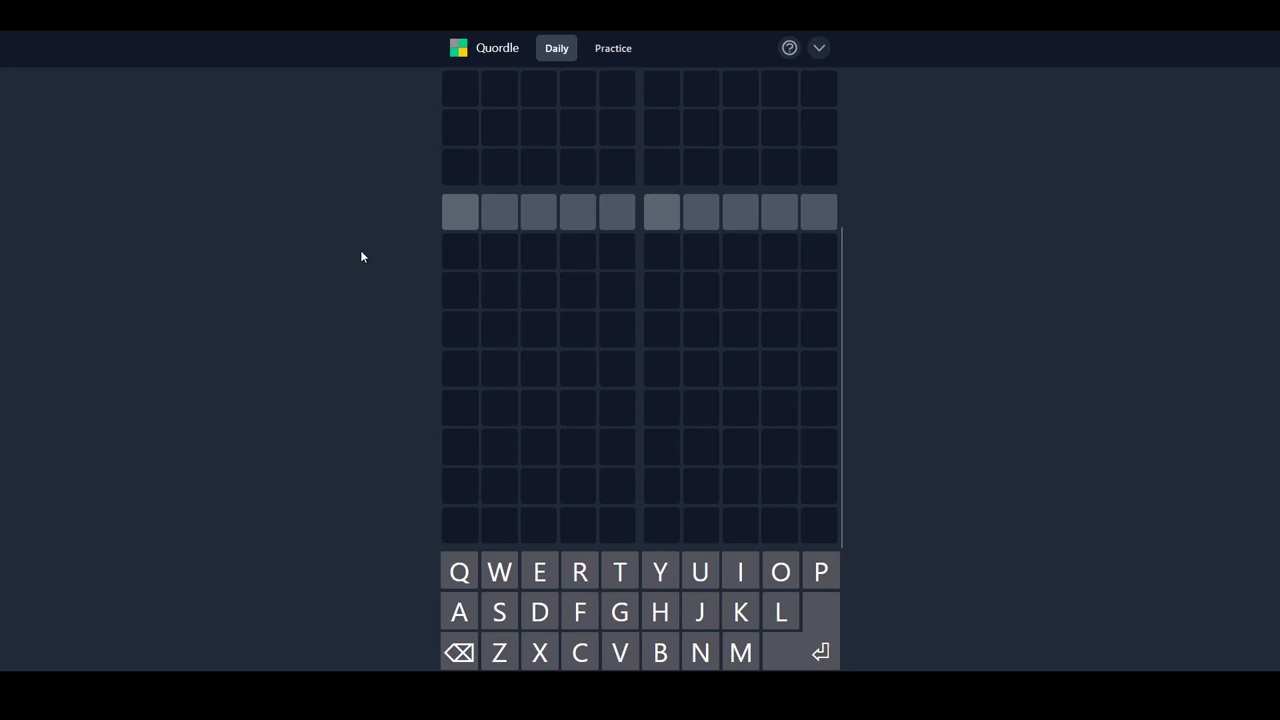 Quordle Daily Practice ?
Q W E R T Y U I O P
A S D F G H J K L
⌫ Z X C V B N M ⏎